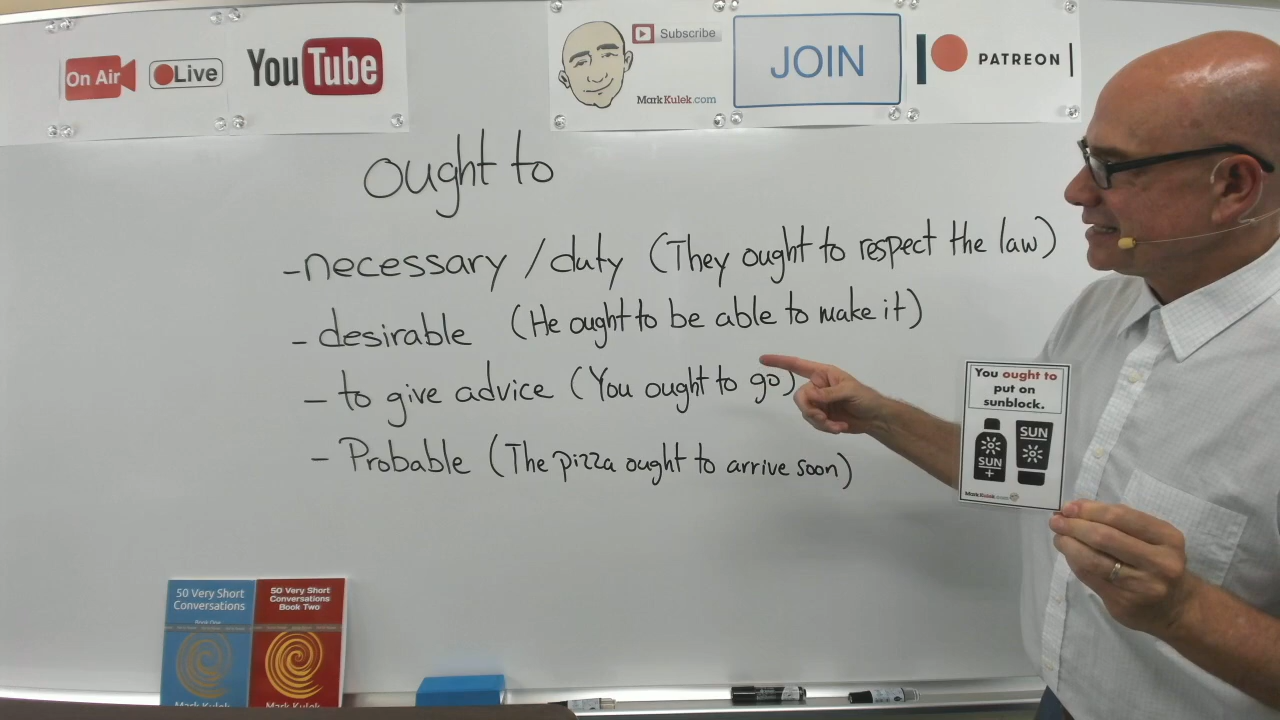 On Air
Live
YouTube
Subscribe
MarkKulek.com
JOIN
PATREON
ought to
- necessary / duty (They ought to respect the law)
- desirable (He ought to be able to make it)
- to give advice (You ought to go)
- Probable (The pizza ought to arrive soon)
You ought to
put on
sunblock.
SUN
SUN
+
MarkKulek.com
50 Very Short
Conversations
Book One
Mark Kulek
50 Very Short
Conversations
Book Two
Mark Kulek